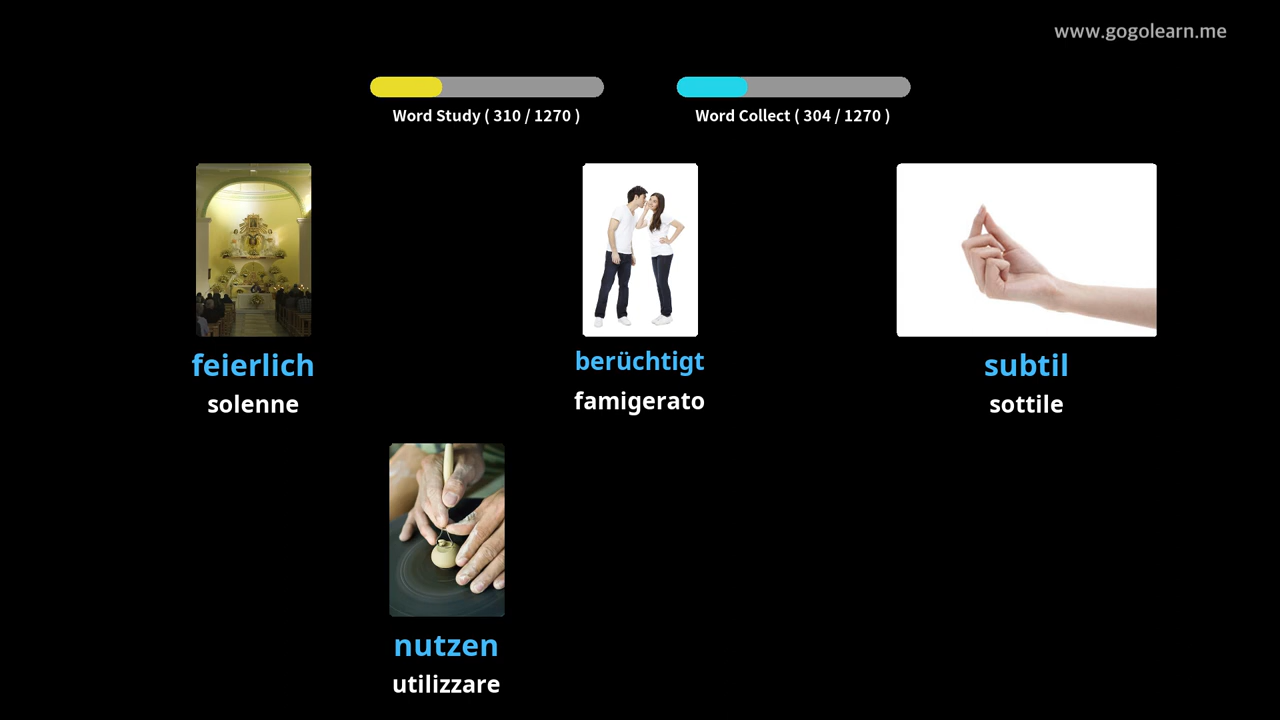 www.gogolearn.me
Word Study ( 310 / 1270 )
Word Collect ( 304 / 1270 )
feierlich
solenne
berüchtigt
famigerato
subtil
sottile
nutzen
utilizzare